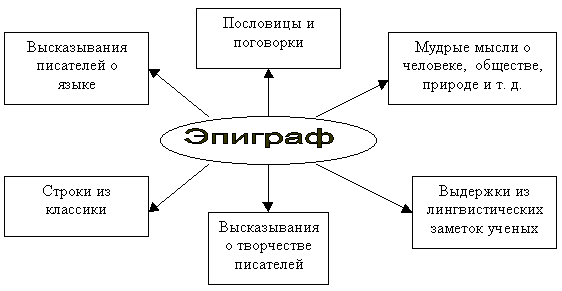 Высказывания
писателей о
языке
Пословицы и
поговорки
Мудрые мысли о
человеке, обществе,
природе и т. д.
Эпиграф
Строки из
классики
Высказывания
о творчестве
писателей
Выдержки из
лингвистических
заметок ученых